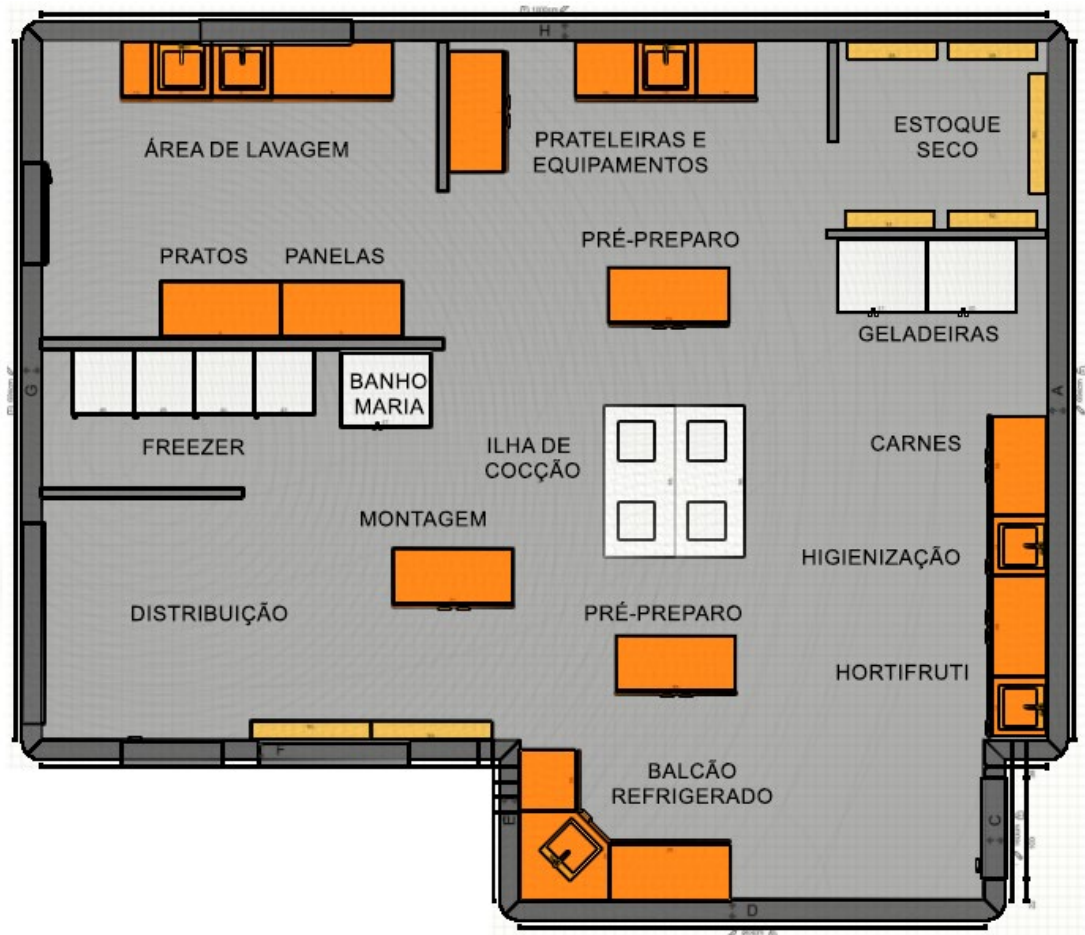 H
ÁREA DE LAVAGEM
PRATELEIRAS E
EQUIPAMENTOS
ESTOQUE
SECO
PRATOS
PANELAS
PRÉ-PREPARO
GELADEIRAS
G
BANHO
MARIA
A
FREEZER
ILHA DE
COCÇÃO
CARNES
MONTAGEM
HIGIENIZAÇÃO
DISTRIBUIÇÃO
PRÉ-PREPARO
HORTIFRUTI
F
BALCÃO
REFRIGERADO
E
C
D